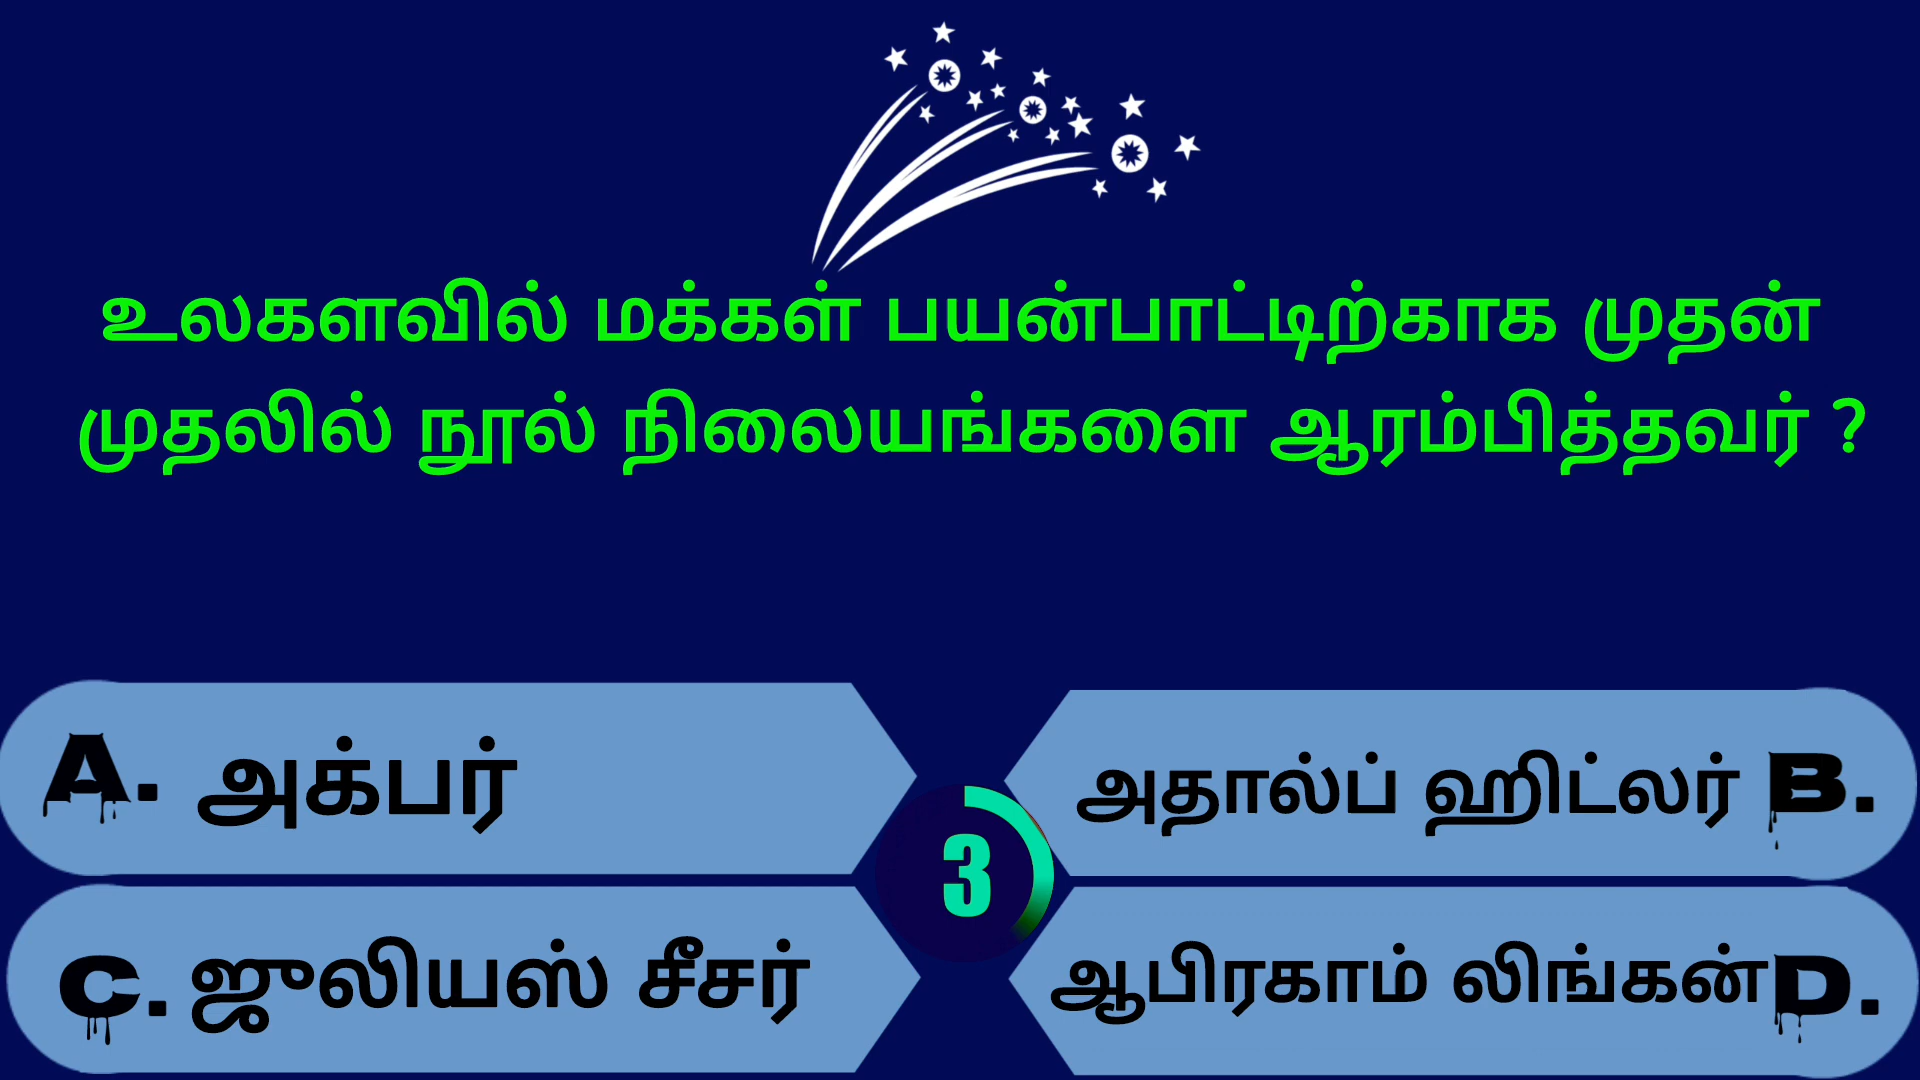 உலகளவில் மக்கள் பயன்பாட்டிற்காக முதன்
முதலில் நூல் நிலையங்களை ஆரம்பித்தவர் ?
A. அக்பர்
அதால்ப் ஹிட்லர் B.
3
C. ஜுலியஸ் சீசர்
ஆபிரகாம் லிங்கன் D.